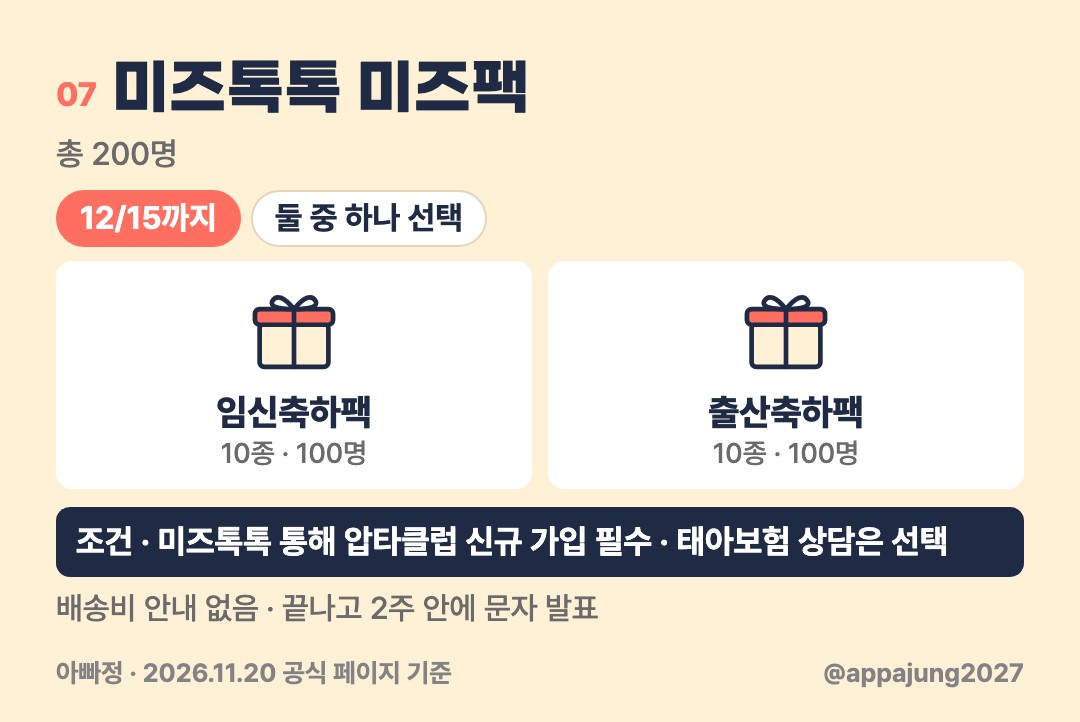 07 미즈톡톡 미즈팩
총 200명
12/15까지 둘 중 하나 선택
임신축하팩
10종 · 100명
출산축하팩
10종 · 100명
조건 · 미즈톡톡 통해 압타클럽 신규 가입 필수 · 태아보험 상담은 선택
배송비 안내 없음 · 끝나고 2주 안에 문자 발표
아빠정 · 2026.11.20 공식 페이지 기준
@appajung2027